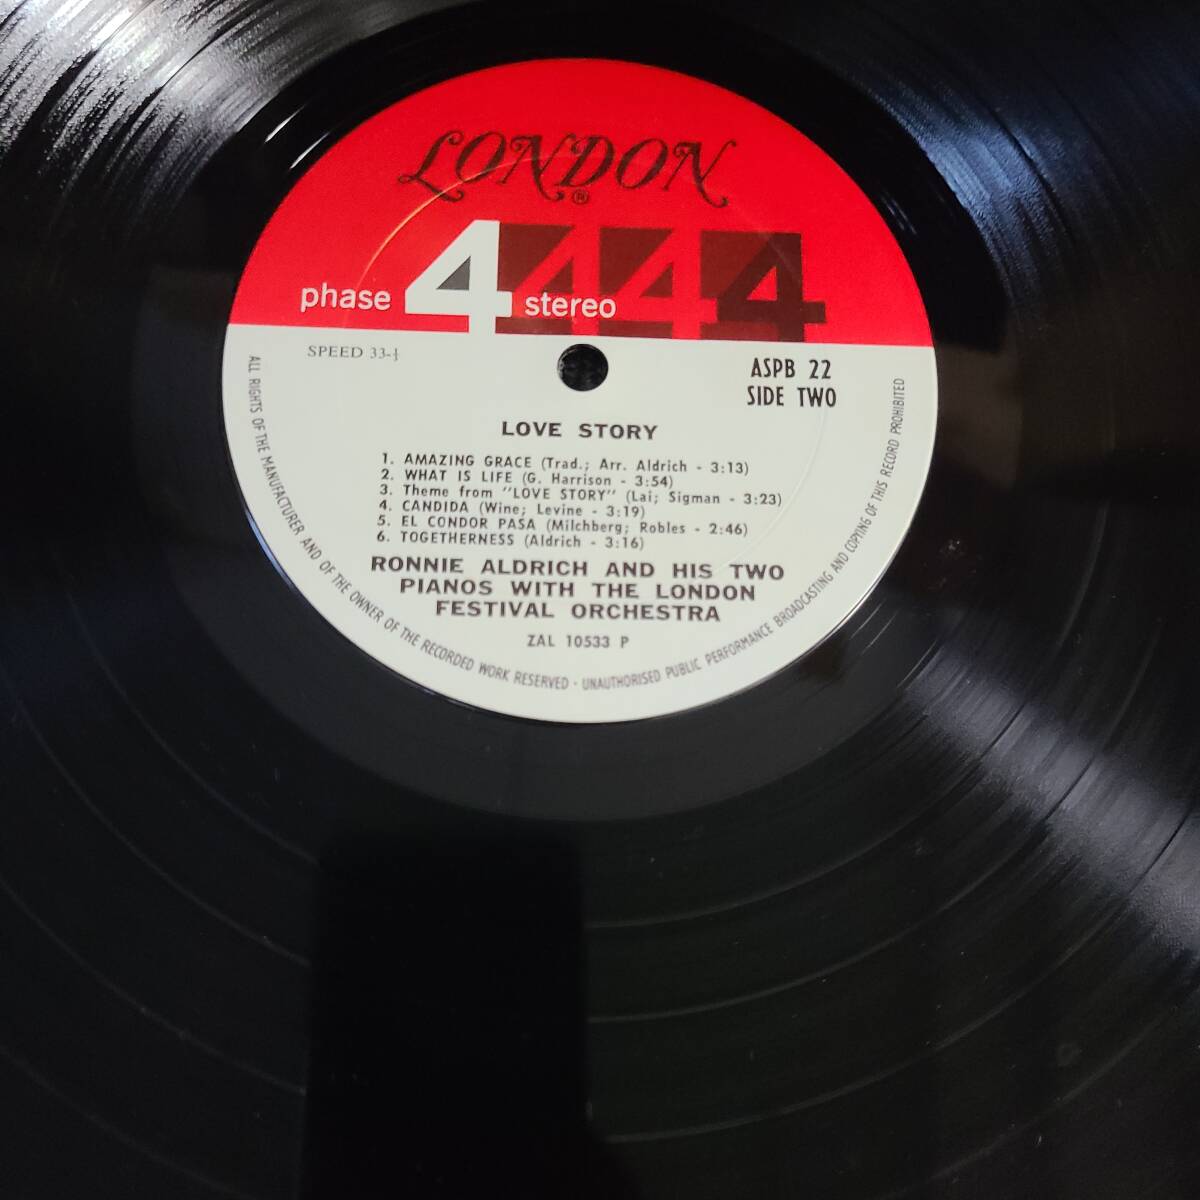 LONDON
®
phase 4 stereo 444
SPEED 33-⅓
ASPB 22
SIDE TWO
LOVE STORY
1. AMAZING GRACE (Trad.; Arr. Aldrich - 3:13)
2. WHAT IS LIFE (G. Harrison - 3:54)
3. Theme from "LOVE STORY" (Lai; Sigman - 3:23)
4. CANDIDA (Wine; Levine - 3:19)
5. EL CONDOR PASA (Milchberg; Robles - 2:46)
6. TOGETHERNESS (Aldrich - 3:16)
RONNIE ALDRICH AND HIS TWO
PIANOS WITH THE LONDON
FESTIVAL ORCHESTRA
ZAL 10533 P
ALL RIGHTS OF THE MANUFACTURER AND OF THE OWNER OF THE RECORDED WORK RESERVED · UNAUTHORISED PUBLIC PERFORMANCE BROADCASTING AND COPYING OF THIS RECORD PROHIBITED